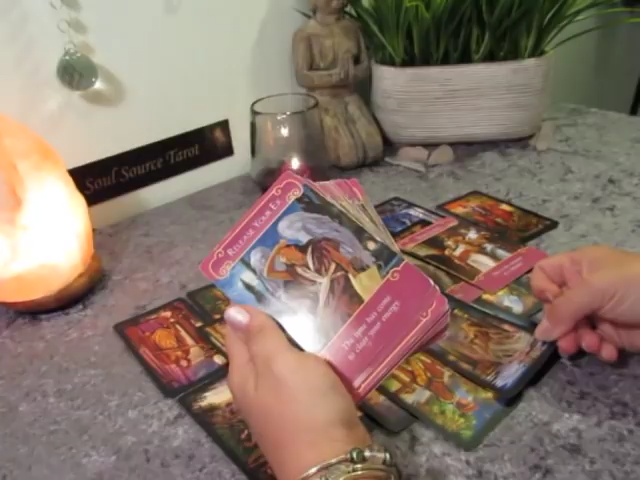 Soul Source Tarot
RELEASE YOUR EX
The time has come
to clear your energy.